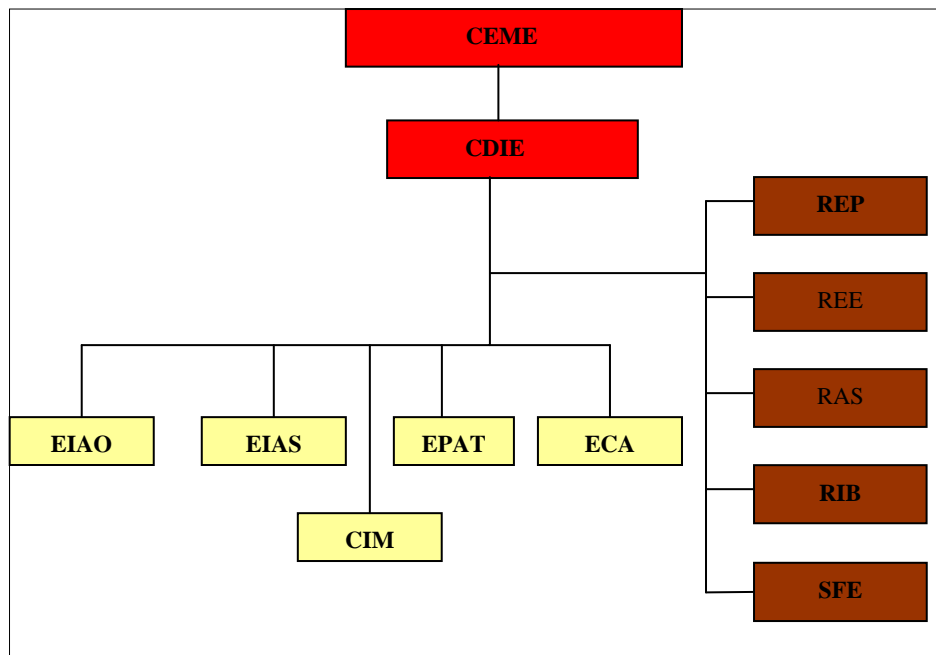 CEME
CDIE
REP
REE
RAS
RIB
SFE
EIAO
EIAS
EPAT
ECA
CIM